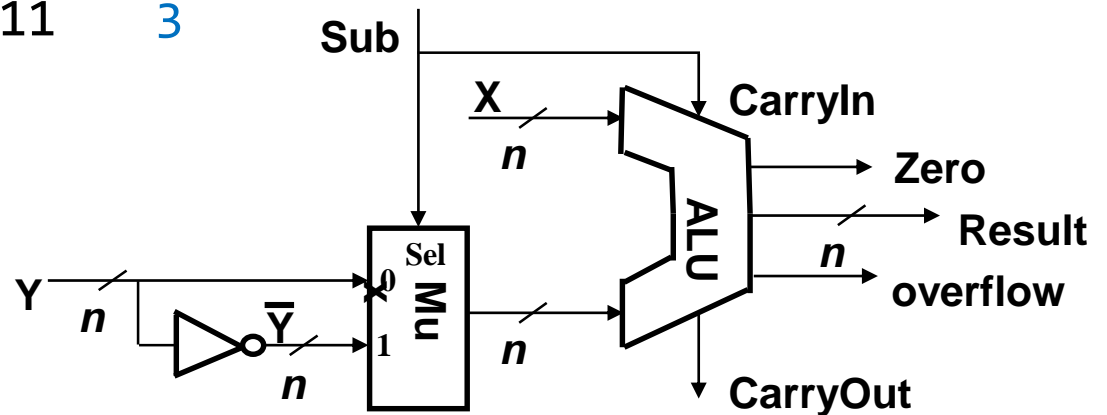 11 3
Sub
X
CarryIn
n
Zero
ALU
Result
n
Sel
0
Y
n
Mu
x
overflow
Y̅
1
n
n
CarryOut